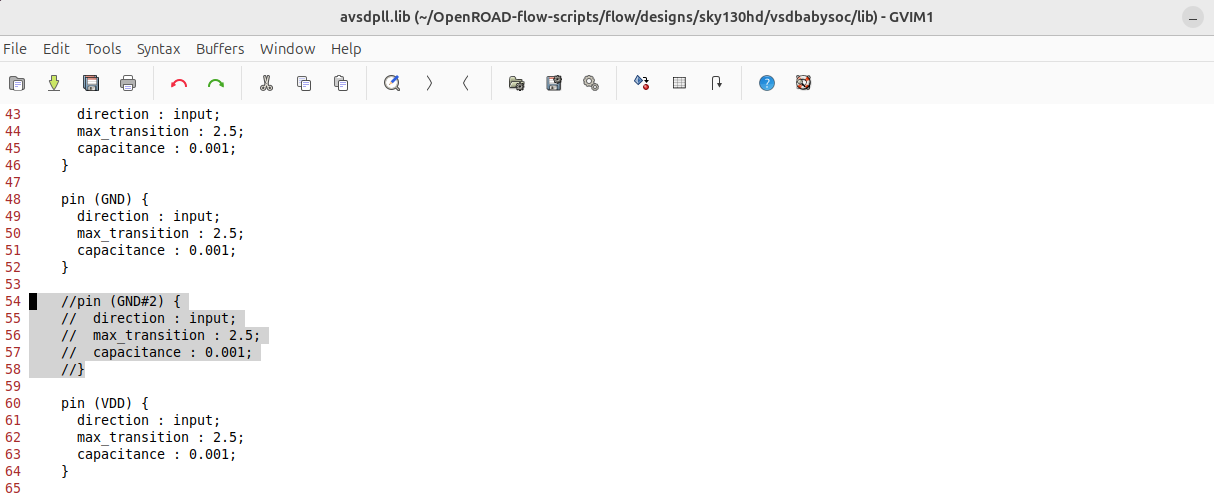 avsdpll.lib (~/OpenROAD-flow-scripts/flow/designs/sky130hd/vsdbabysoc/lib) - GVIM1
File Edit Tools Syntax Buffers Window Help
43 direction : input;
44 max_transition : 2.5;
45 capacitance : 0.001;
46 }
47
48 pin (GND) {
49 direction : input;
50 max_transition : 2.5;
51 capacitance : 0.001;
52 }
53
54 //pin (GND#2) {
55 // direction : input;
56 // max_transition : 2.5;
57 // capacitance : 0.001;
58 //}
59
60 pin (VDD) {
61 direction : input;
62 max_transition : 2.5;
63 capacitance : 0.001;
64 }
65